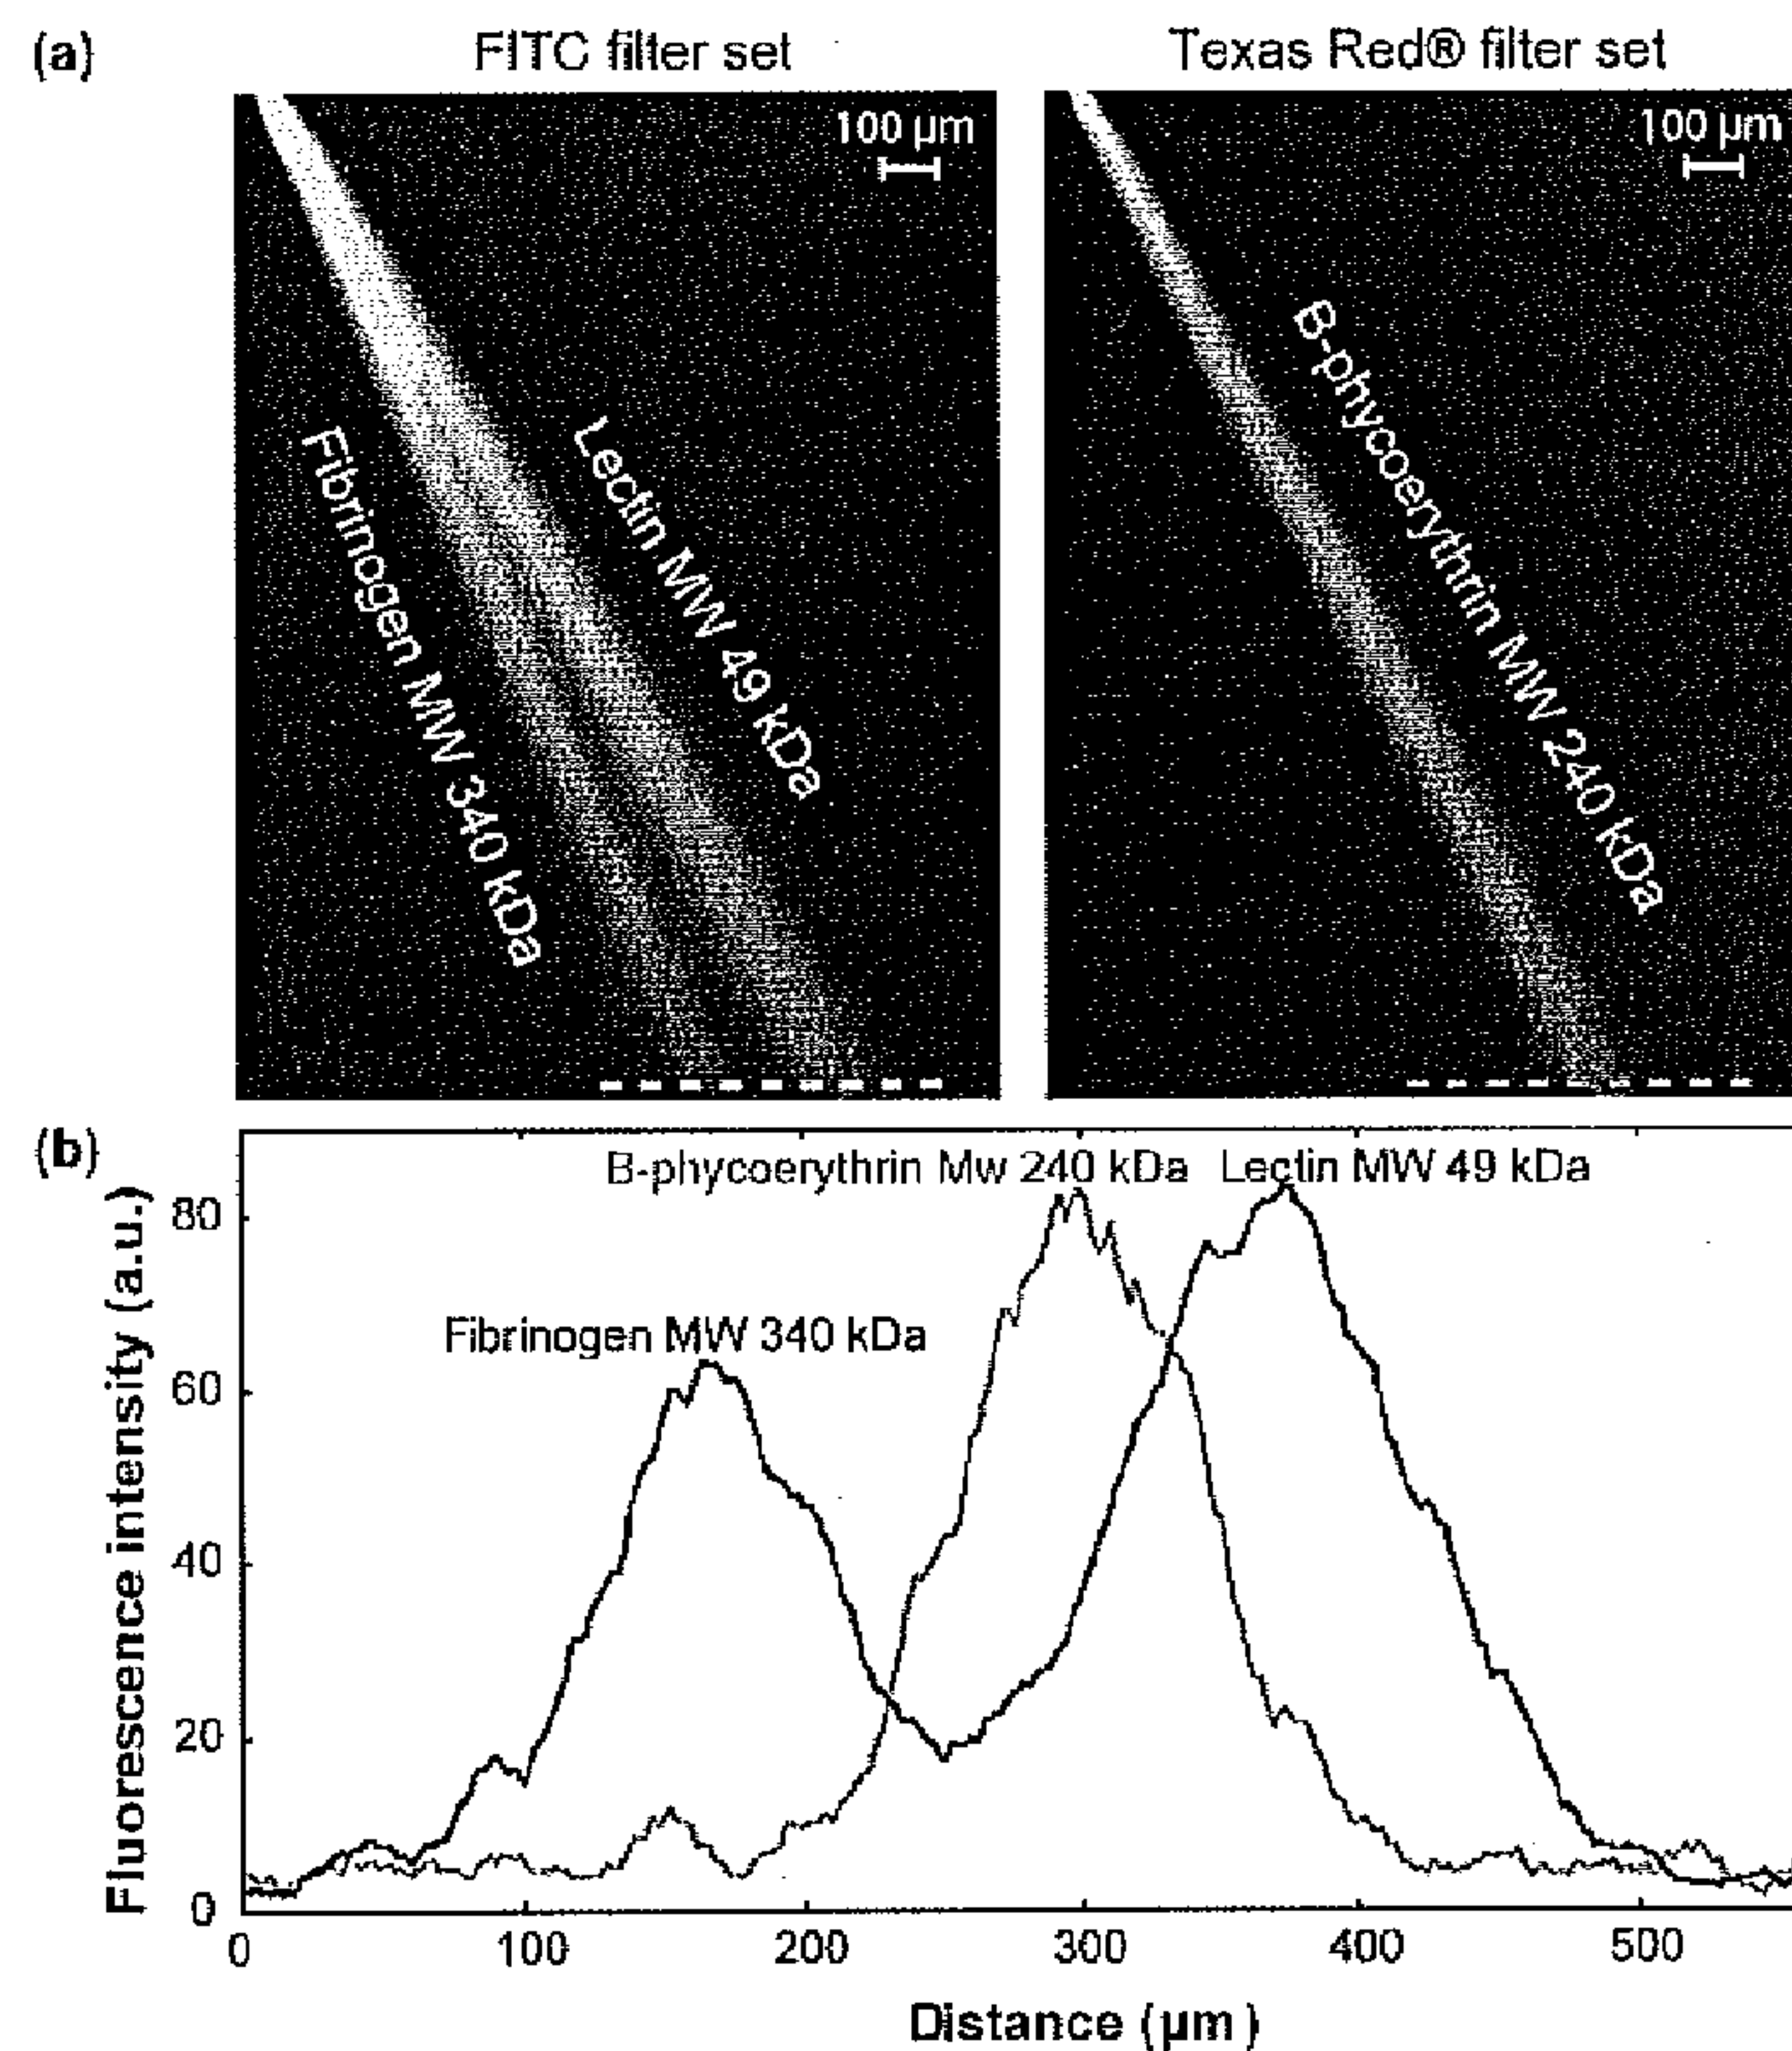 (a)
FITC filter set
Texas Red® filter set
100 µm
100 µm
Fibrinogen MW 340 kDa
Lectin MW 49 kDa
B-phycoerythrin MW 240 kDa
(b)
B-phycoerythrin Mw 240 kDa
Lectin MW 49 kDa
Fibrinogen MW 340 kDa
Fluorescence intensity (a.u.)
80
60
40
20
0
0
100
200
300
400
500
Distance (µm)